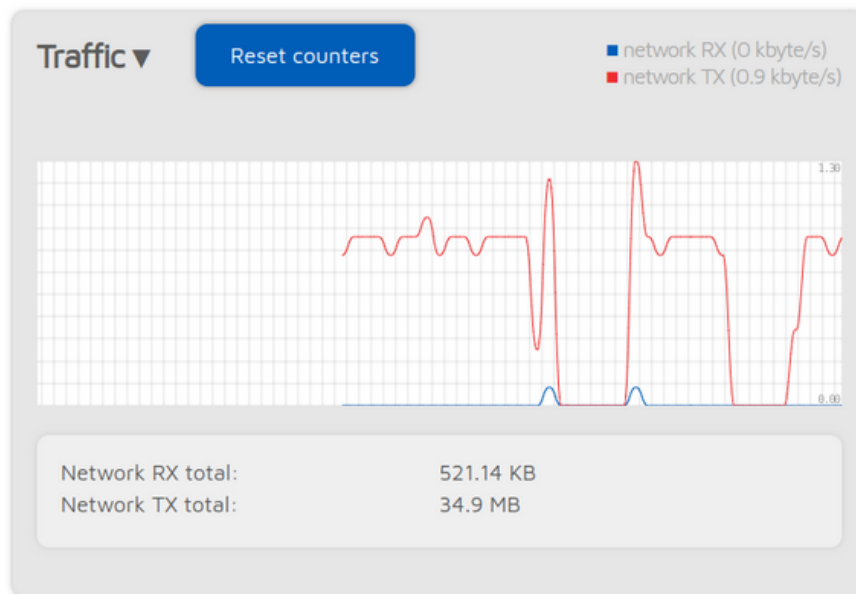 Traffic ▼
Reset counters
network RX (0 kbyte/s)
network TX (0.9 kbyte/s)
1.30
0.00
Network RX total: 521.14 KB
Network TX total: 34.9 MB